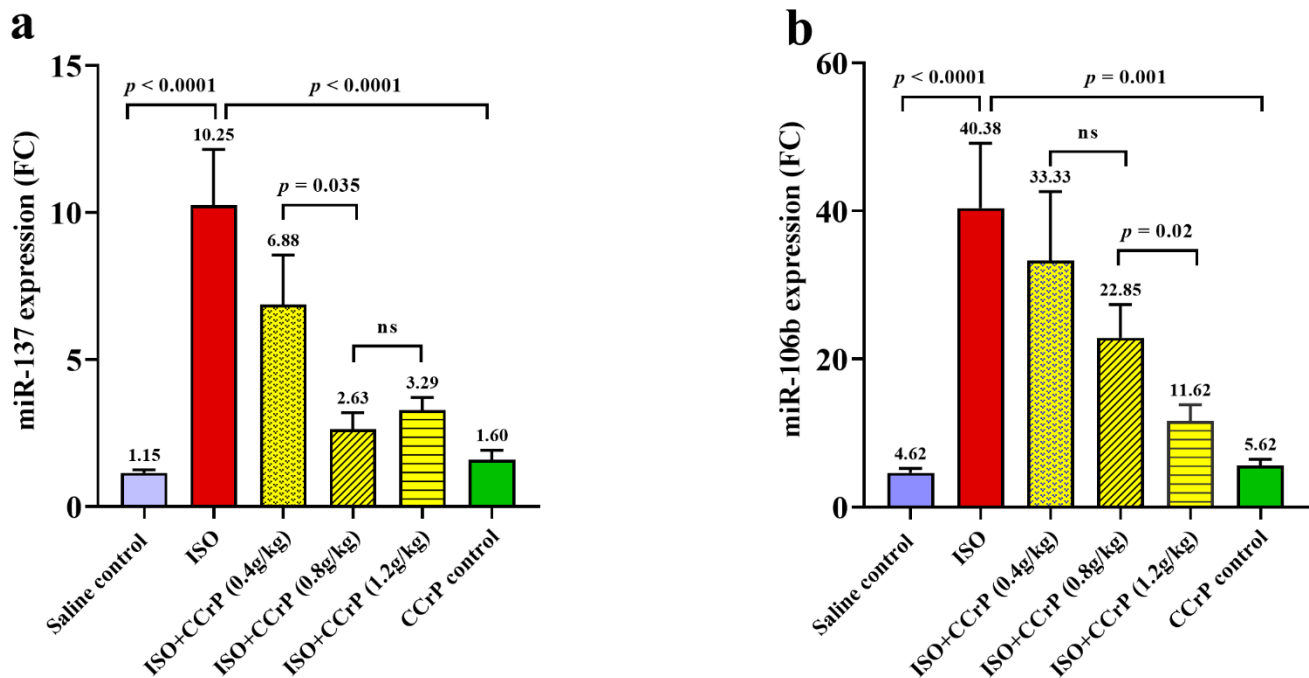 a
miR-137 expression (FC)
15
10
5
0
p < 0.0001
p < 0.0001
10.25
p = 0.035
6.88
ns
2.63
3.29
1.15
1.60
Saline control
ISO
ISO+CCrP (0.4g/kg)
ISO+CCrP (0.8g/kg)
ISO+CCrP (1.2g/kg)
CCrP control
b
miR-106b expression (FC)
60
40
20
0
p < 0.0001
p = 0.001
40.38
ns
33.33
p = 0.02
22.85
11.62
4.62
5.62
Saline control
ISO
ISO+CCrP (0.4g/kg)
ISO+CCrP (0.8g/kg)
ISO+CCrP (1.2g/kg)
CCrP control